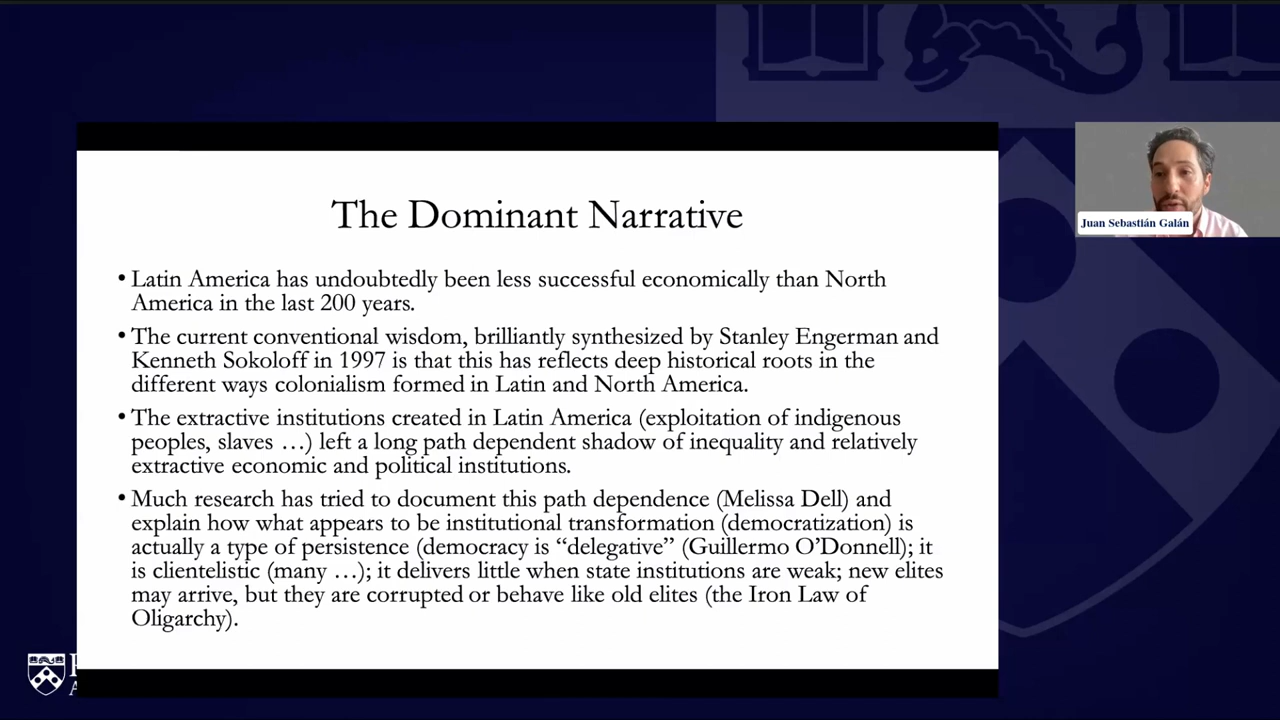 The Dominant Narrative
• Latin America has undoubtedly been less successful economically than North
America in the last 200 years.
• The current conventional wisdom, brilliantly synthesized by Stanley Engerman and
Kenneth Sokoloff in 1997 is that this has reflects deep historical roots in the
different ways colonialism formed in Latin and North America.
• The extractive institutions created in Latin America (exploitation of indigenous
peoples, slaves …) left a long path dependent shadow of inequality and relatively
extractive economic and political institutions.
• Much research has tried to document this path dependence (Melissa Dell) and
explain how what appears to be institutional transformation (democratization) is
actually a type of persistence (democracy is “delegative” (Guillermo O’Donnell); it
is clientelistic (many …); it delivers little when state institutions are weak; new elites
may arrive, but they are corrupted or behave like old elites (the Iron Law of
Oligarchy).
Juan Sebastián Galán